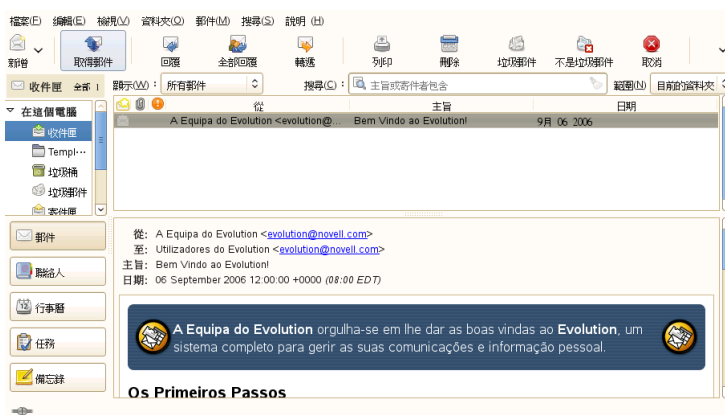 檔案(F) 編輯(E) 檢視(V) 資料夾(O) 郵件(M) 搜尋(S) 說明 (H)
新增 取得郵件 回覆 全部回覆 轉遞 列印 刪除 垃圾郵件 不是垃圾郵件 取消
收件匣 全部 1 顯示(W)： 所有郵件 搜尋(C)： 主旨或寄件者包含 範圍(N) 目前的資料夾
在這個電腦
收件匣
Templ...
垃圾桶
垃圾郵件
寄件匣
從 主旨 日期
A Equipa do Evolution <evolution@... Bem Vindo ao Evolution! 9月 06 2006
郵件
聯絡人
行事曆
任務
備忘錄
從： A Equipa do Evolution <evolution@novell.com>
至： Utilizadores do Evolution <evolution@novell.com>
主旨： Bem Vindo ao Evolution!
日期： 06 September 2006 12:00:00 +0000 (08:00 EDT)
A Equipa do Evolution orgulha-se em lhe dar as boas vindas ao Evolution, um
sistema completo para gerir as suas comunicações e informação pessoal.
Os Primeiros Passos